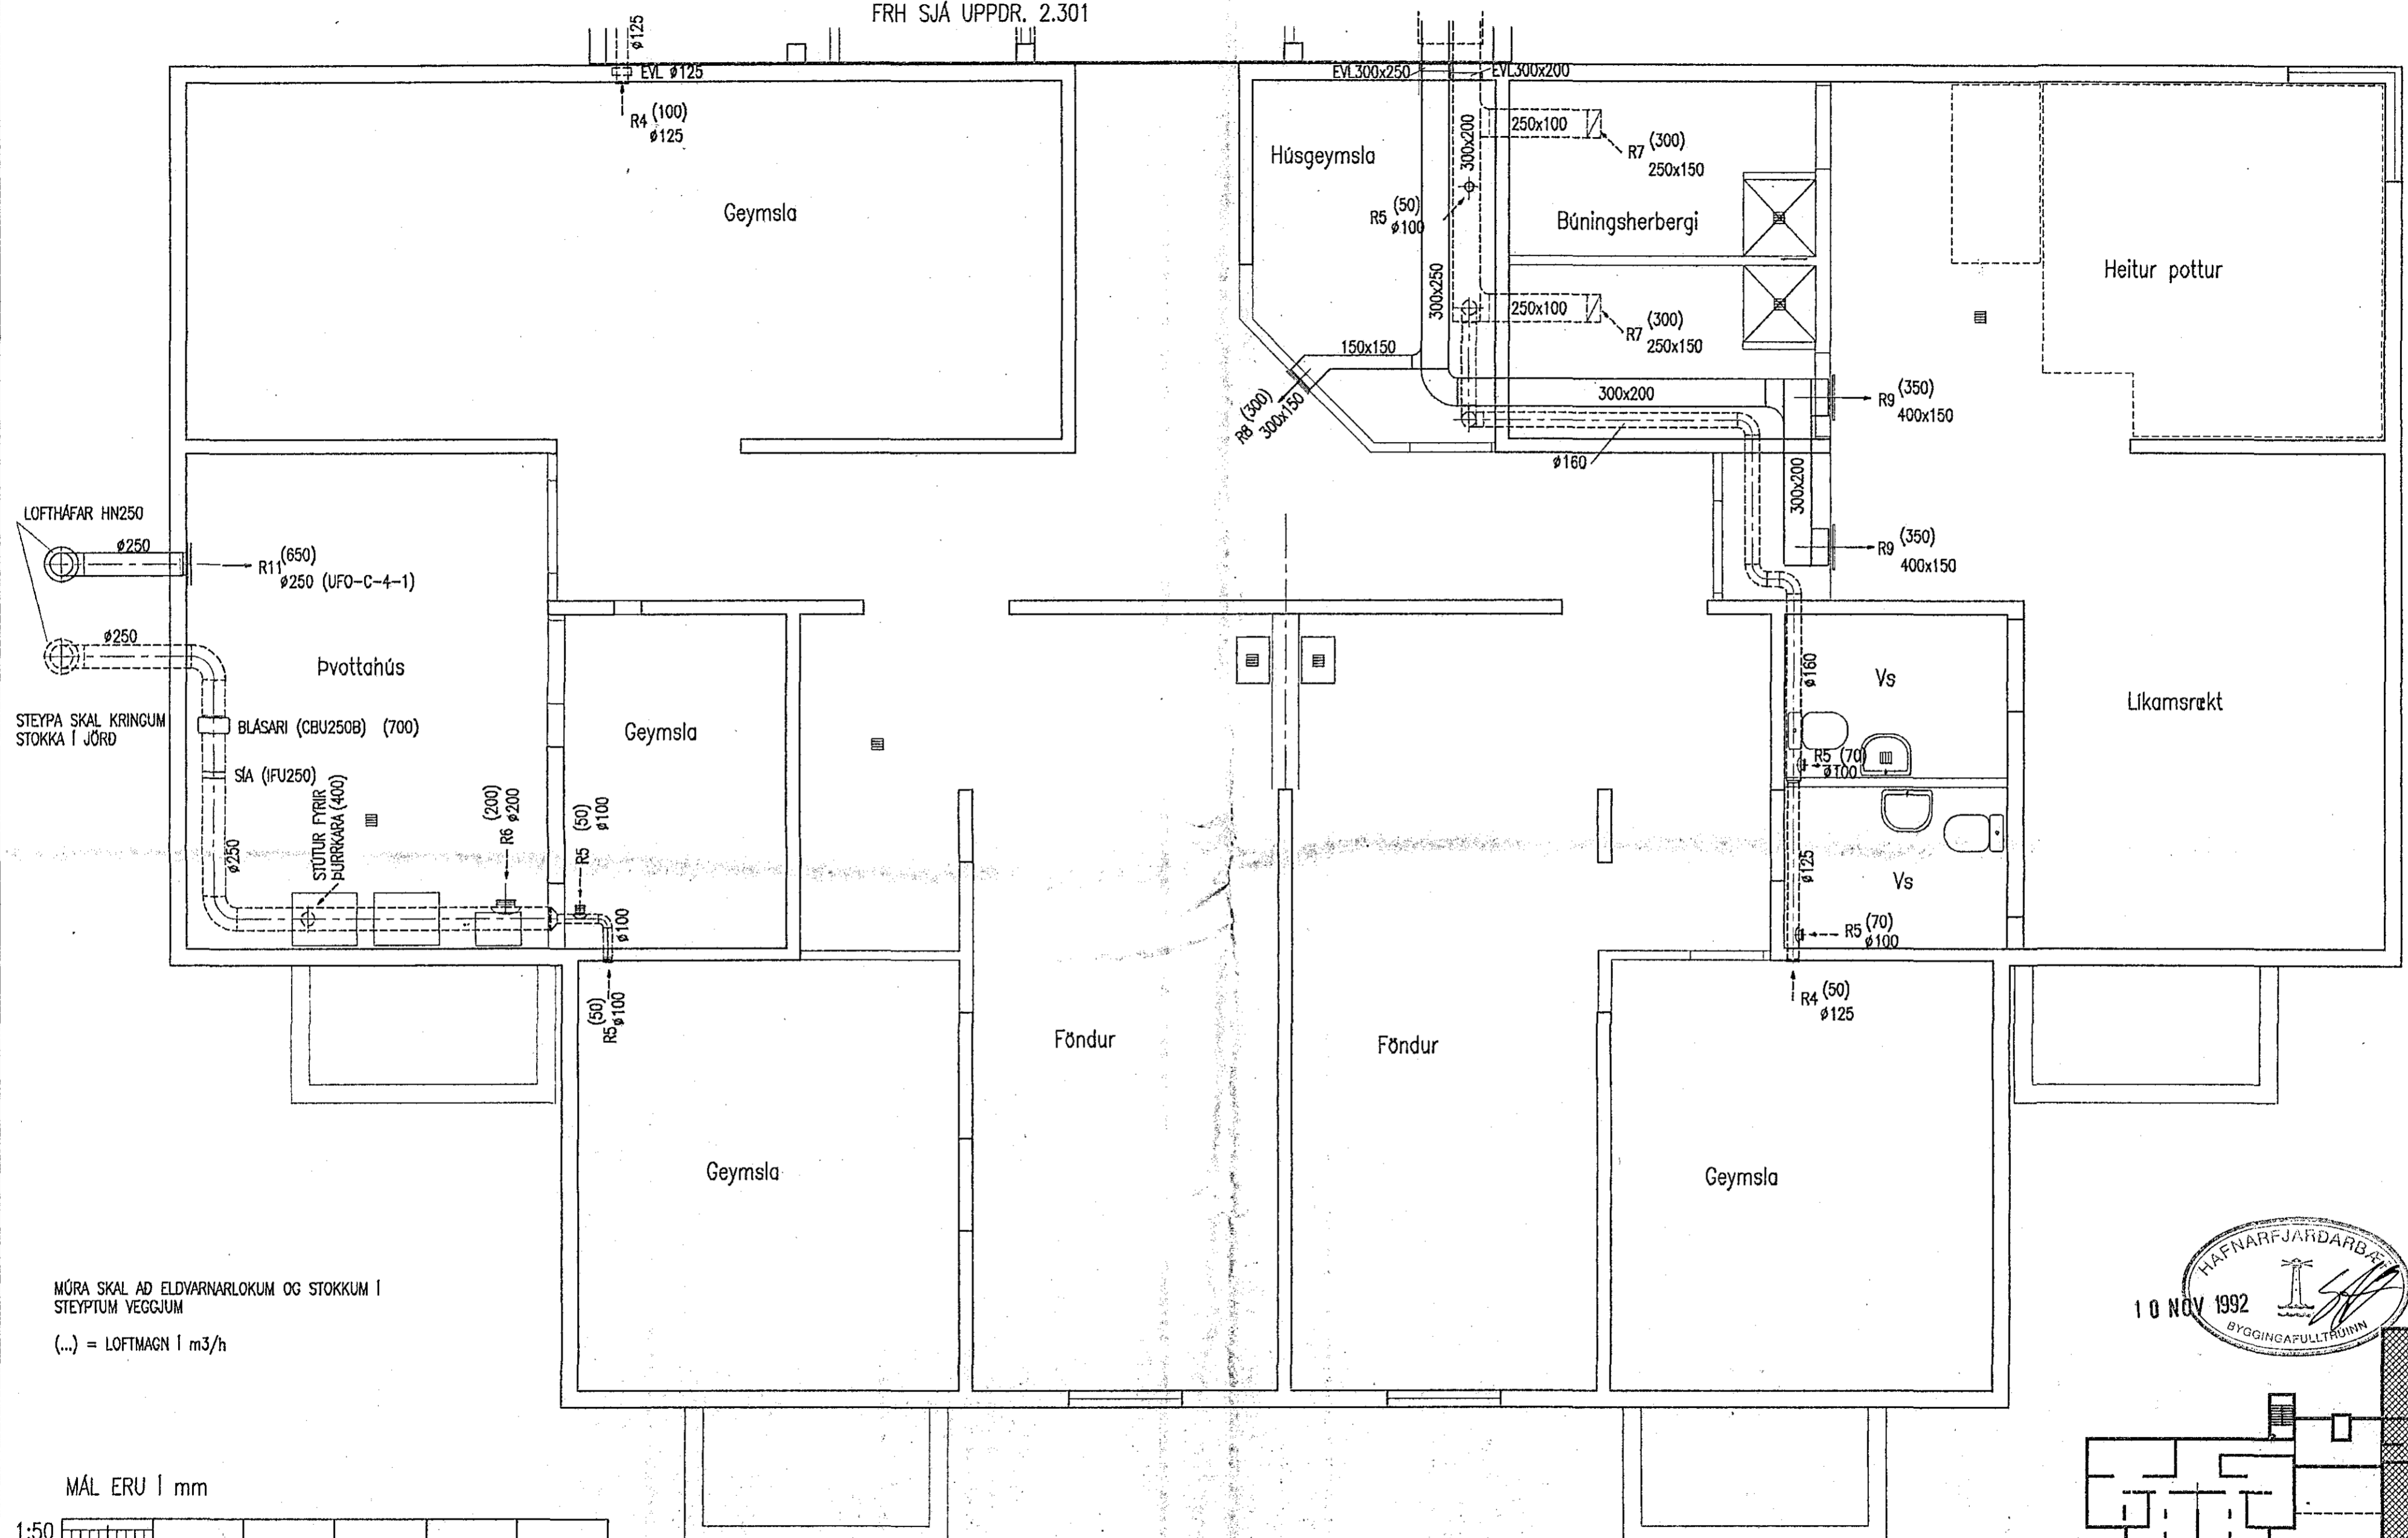 FRH SJÁ UPPDR. 2.301
ø125
EVL ø125
R4 (100)
ø125
Geymsla
EVL300x250
EVL300x200
Húsgeymsla
300x200
250x100
R7 (300)
250x150
R5 (50)
ø100
Búningsherbergi
Heitur pottur
300x250
250x100
R7 (300)
250x150
150x150
R8 (300)
300x150
300x200
R9 (350)
400x150
ø160
300x200
R9 (350)
400x150
LOFTHÁFAR HN250
ø250
R11 (650)
ø250 (UFO-C-4-1)
ø250
Þvottahús
STEYPA SKAL KRINGUM
STOKKA Í JÖRÐ
BLÁSARI (CBU250B) (700)
SÍA (IFU250)
STÚTUR FYRIR
ÞURRKARA (400)
ø250
R6 (200)
ø200
R5 (50)
ø100
Geymsla
ø100
R5 (50)
ø100
ø160
Vs
R5 (70)
ø100
Líkamsrækt
ø125
Vs
R5 (70)
ø100
R4 (50)
ø125
Föndur
Föndur
Geymsla
Geymsla
MÚRA SKAL AÐ ELDVARNARLOKUM OG STOKKUM Í
STEYPTUM VEGGJUM
(...) = LOFTMAGN Í m3/h
HAFNARFJARÐARBÆR
10 NOV 1992
BYGGINGAFULLTRÚINN
MÁL ERU Í mm
1:50